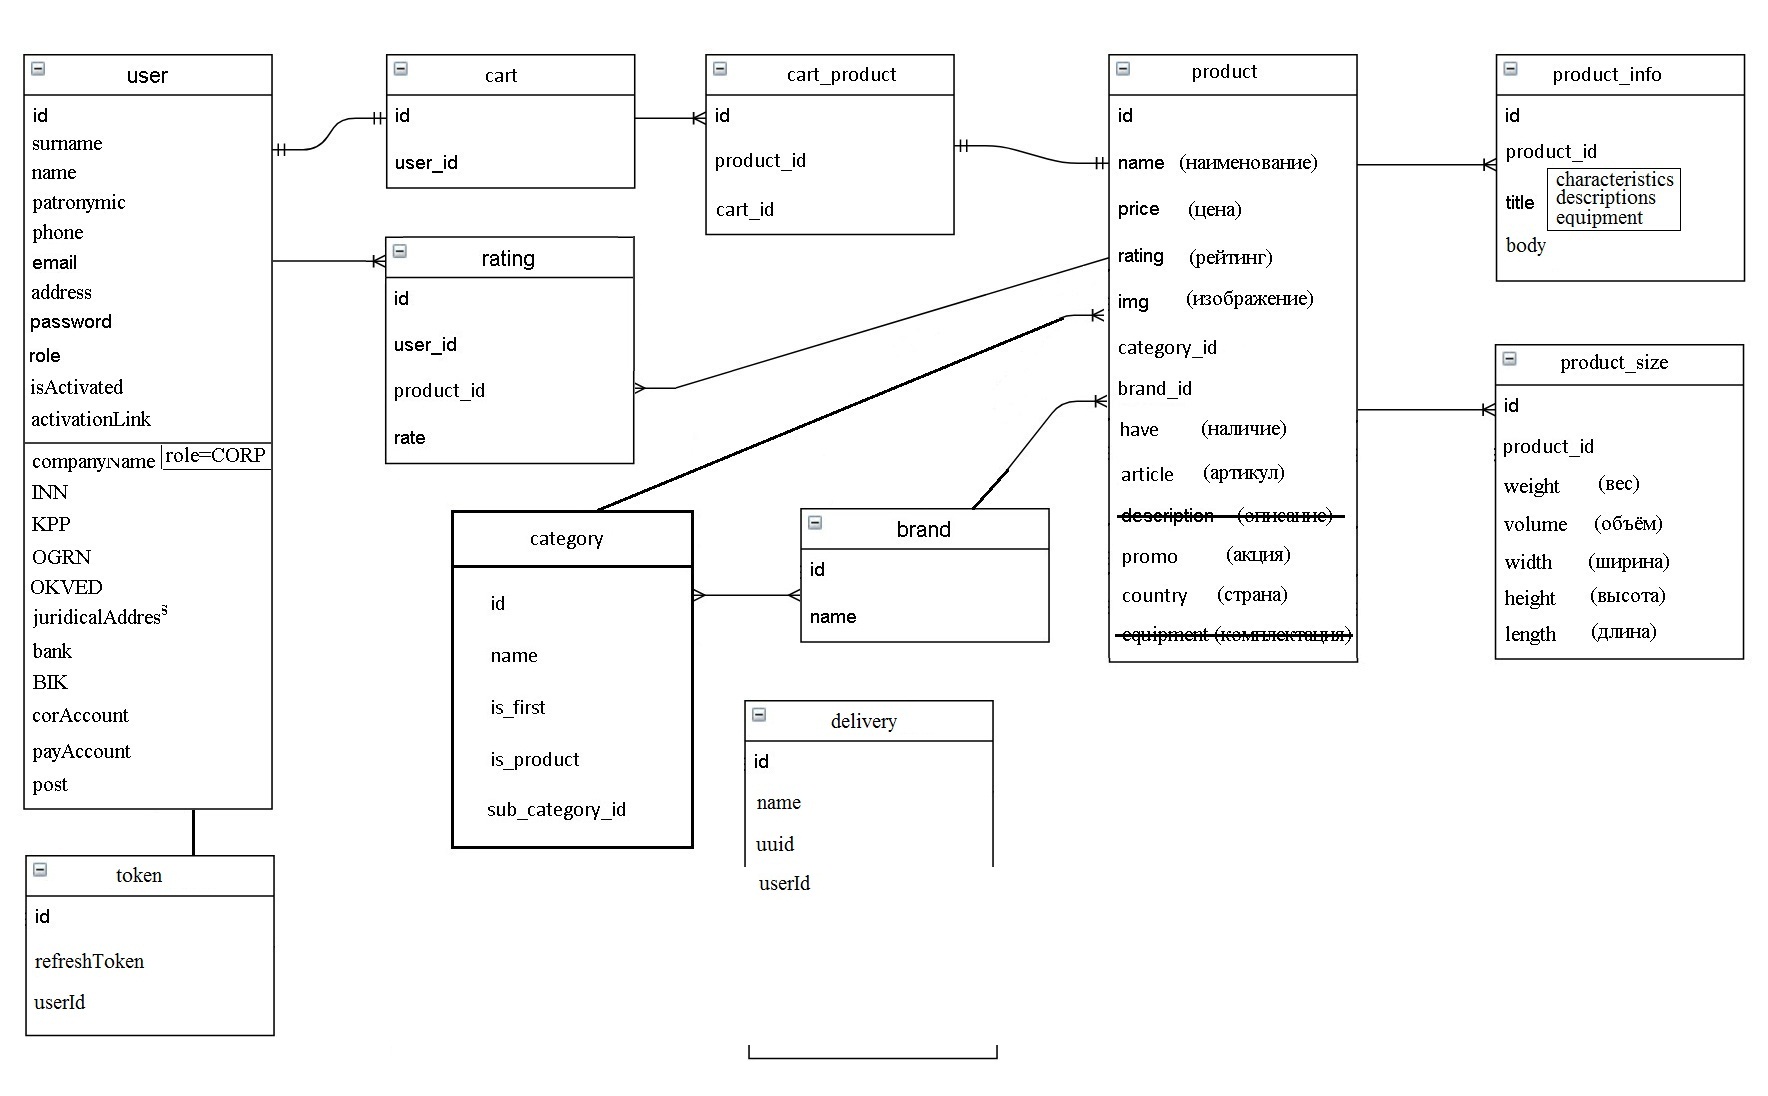 user
id
surname
name
patronymic
phone
email
address
password
role
isActivated
activationLink
companyName role=CORP
INN
KPP
OGRN
OKVED
juridicalAddress
bank
BIK
corAccount
payAccount
post
token
id
refreshToken
userId
cart
id
user_id
rating
id
user_id
product_id
rate
cart_product
id
product_id
cart_id
category
id
name
is_first
is_product
sub_category_id
brand
id
name
delivery
id
name
uuid
userId
product
id
name (наименование)
price (цена)
rating (рейтинг)
img (изображение)
category_id
brand_id
have (наличие)
article (артикул)
description (описание)
promo (акция)
country (страна)
equipment (комплектация)
product_info
id
product_id
title
characteristics
descriptions
equipment
body
product_size
id
product_id
weight (вес)
volume (объём)
width (ширина)
height (высота)
length (длина)